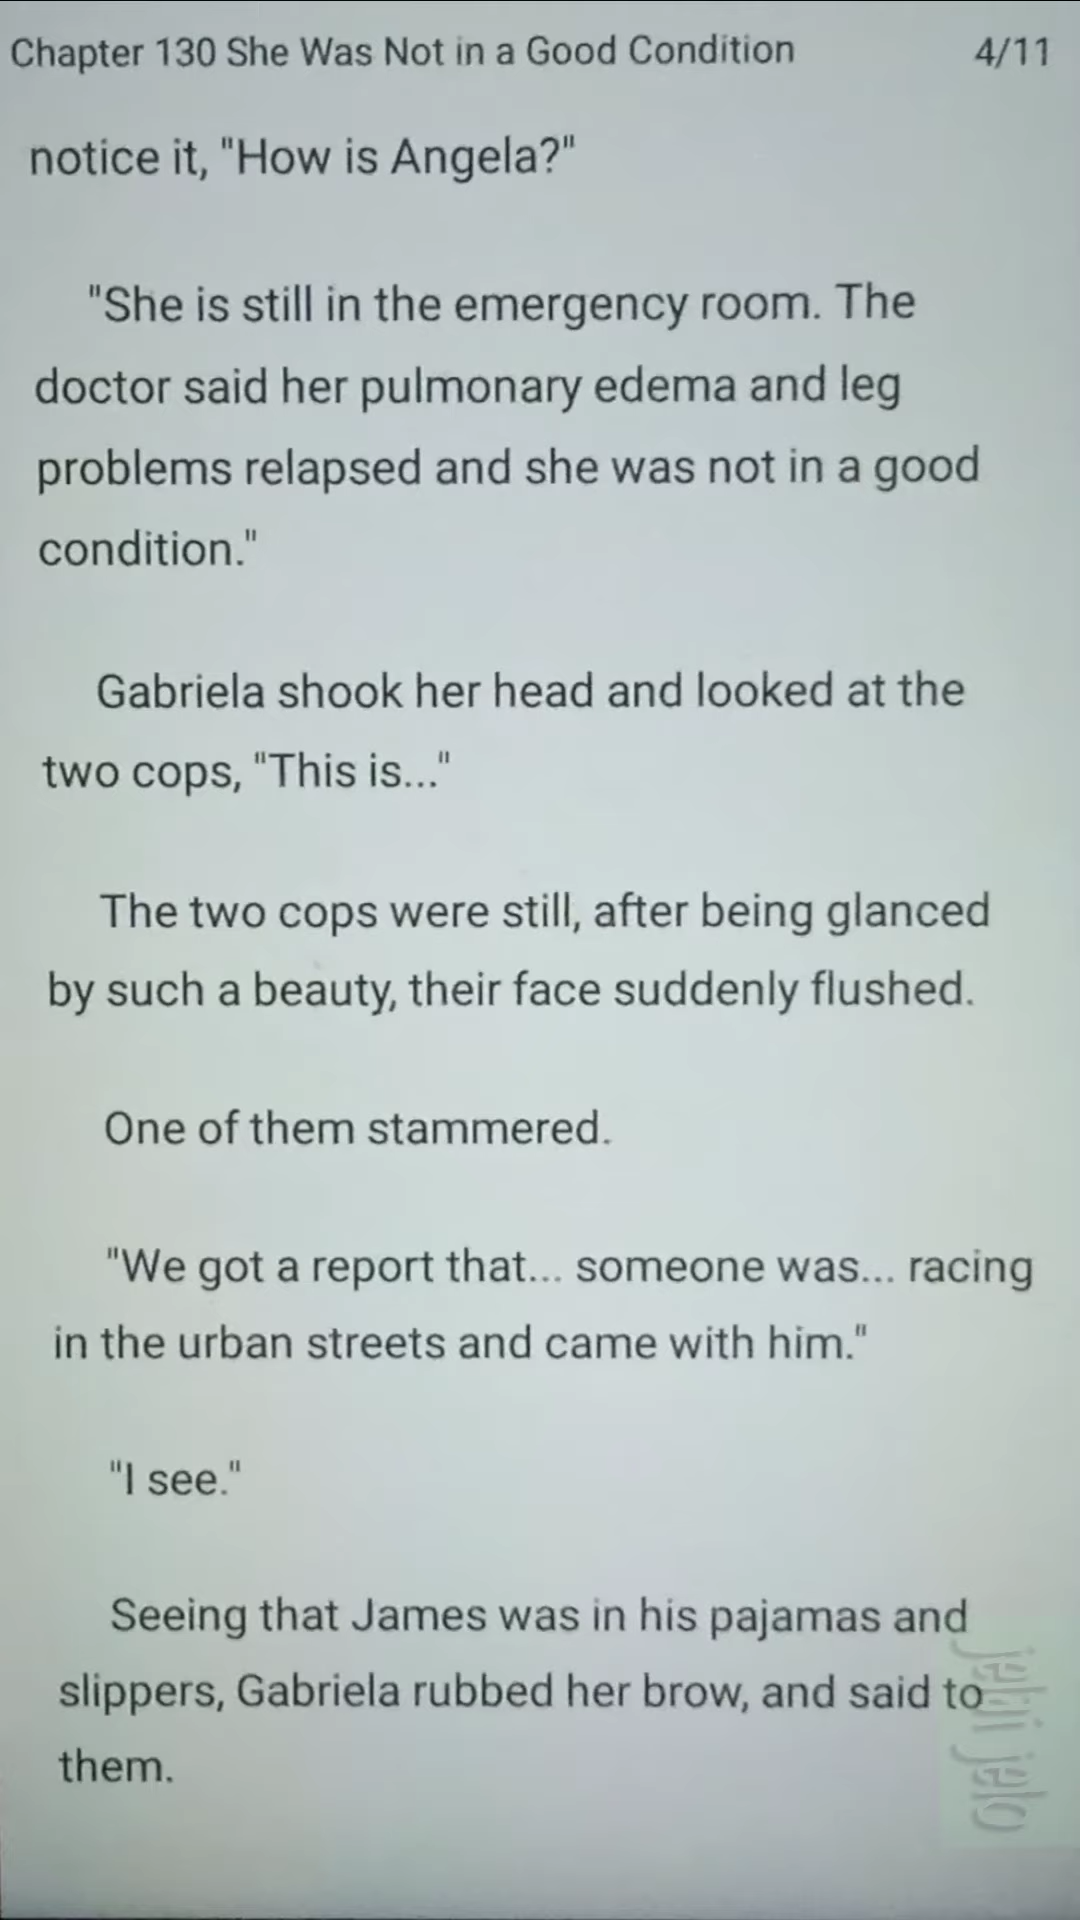 Chapter 130 She Was Not in a Good Condition 4/11
notice it, "How is Angela?"
"She is still in the emergency room. The
doctor said her pulmonary edema and leg
problems relapsed and she was not in a good
condition."
Gabriela shook her head and looked at the
two cops, "This is..."
The two cops were still, after being glanced
by such a beauty, their face suddenly flushed.
One of them stammered.
"We got a report that... someone was... racing
in the urban streets and came with him."
"I see."
Seeing that James was in his pajamas and
slippers, Gabriela rubbed her brow, and said to
them.